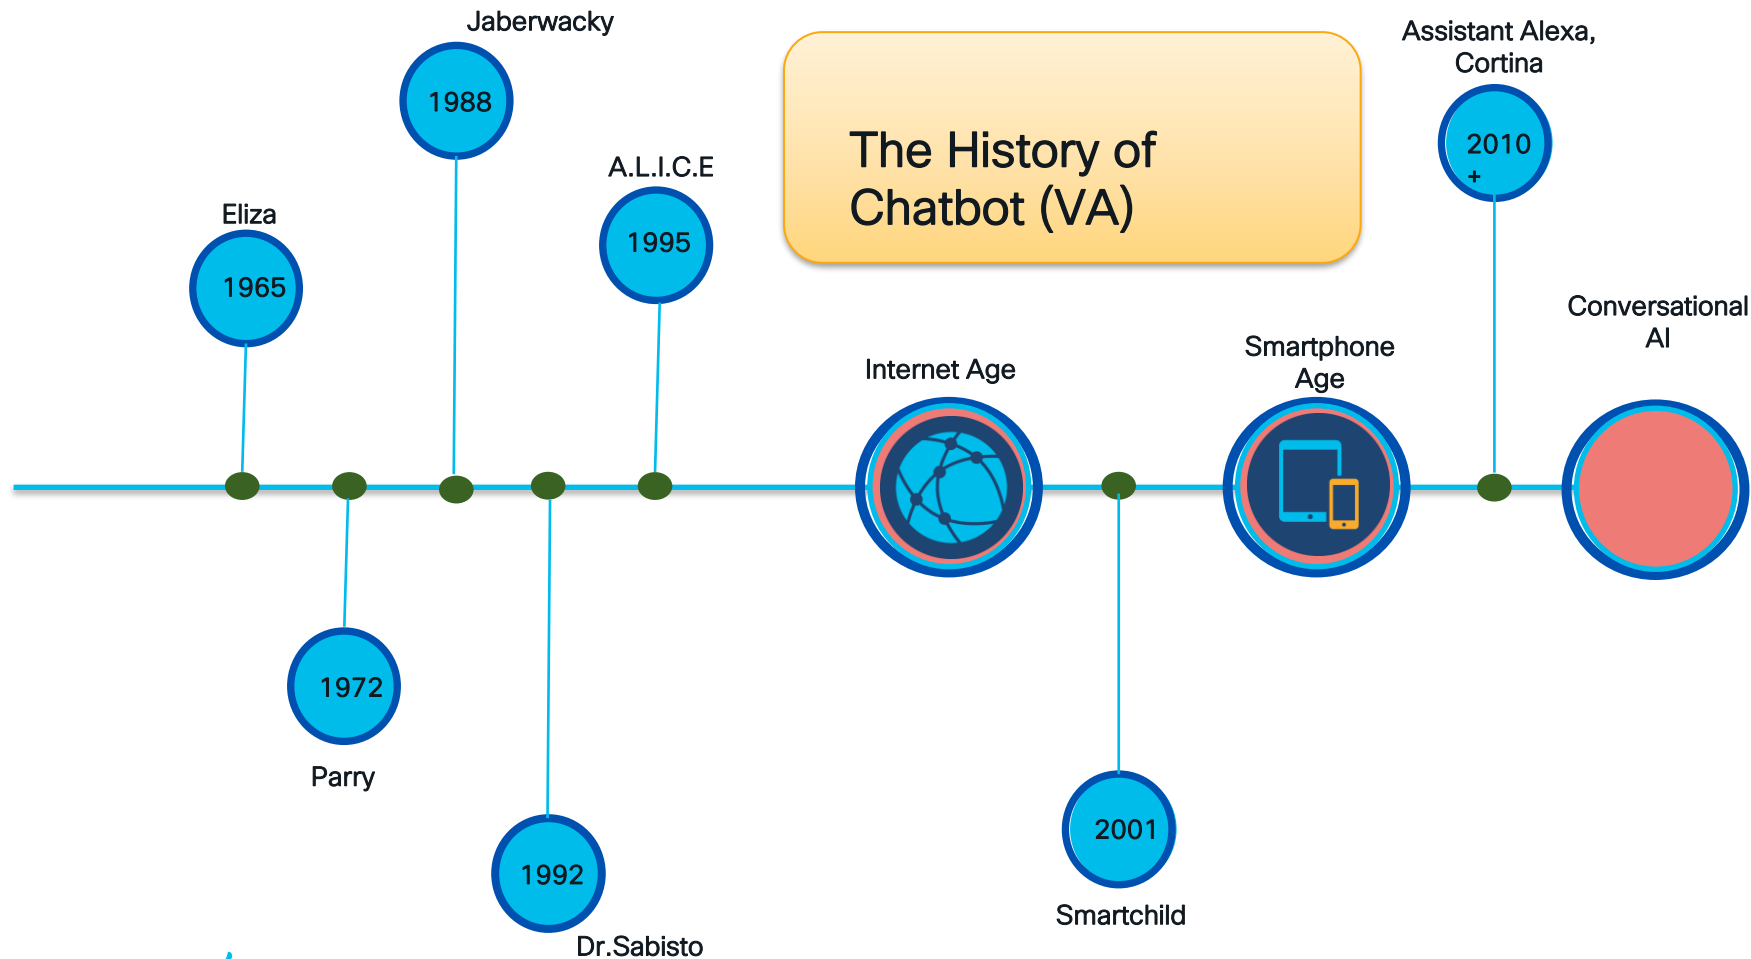 Jaberwacky
1988
A.L.I.C.E
1995
Eliza
1965
The History of
Chatbot (VA)
Assistant Alexa,
Cortina
2010
+
Conversational
AI
Internet Age
Smartphone
Age
1972
Parry
1992
Dr.Sabisto
2001
Smartchild